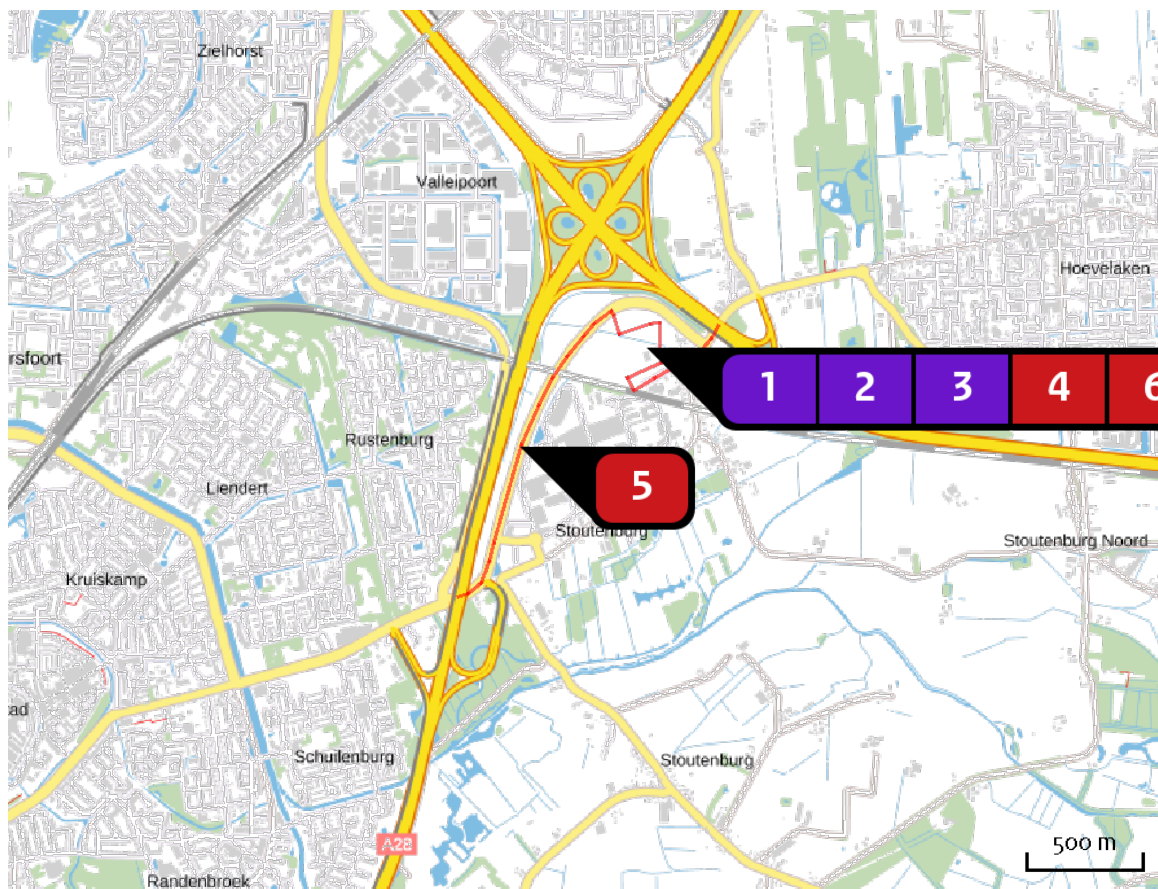 Zielhorst
Valleipoort
Hoevelaken
rsfoort
1 2 3 4 6
Rustenburg
5
Liendert
Stoutenburg
Stoutenburg Noord
Kruiskamp
ad
Schuilenburg
Stoutenburg
500 m
A28
Randenbroek